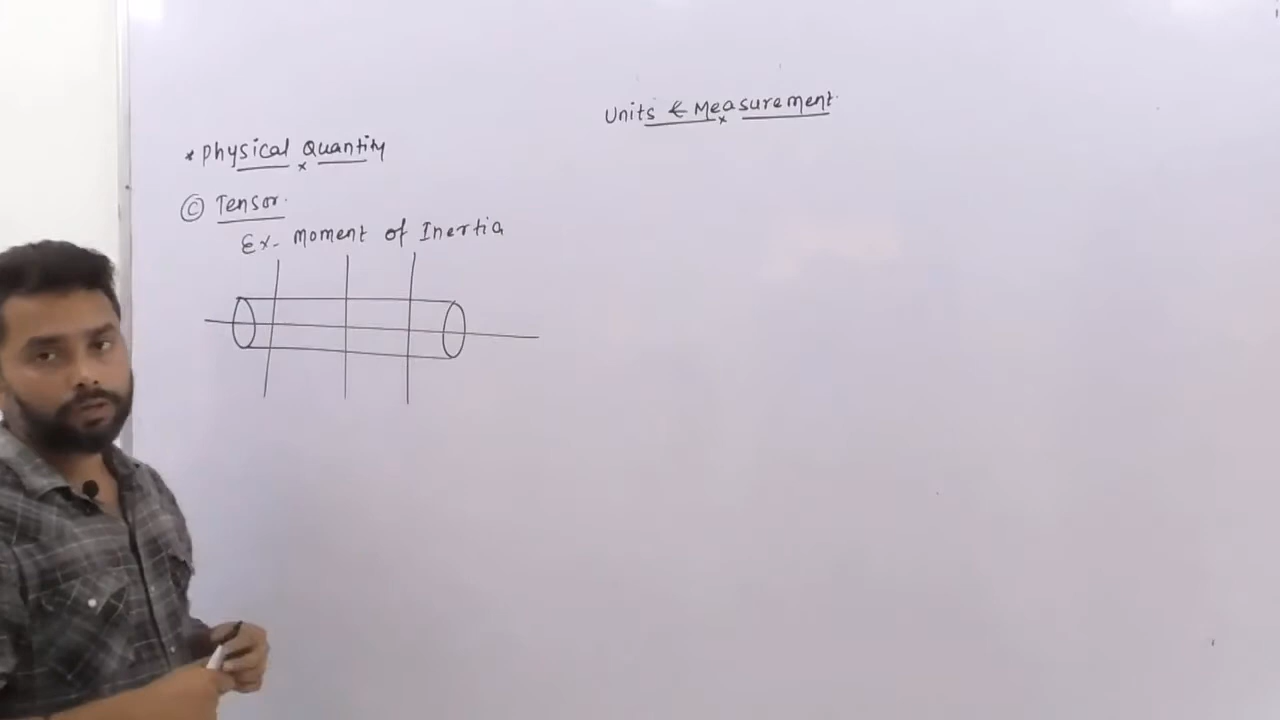 Units & Measurement
* Physical Quantity
Ⓒ Tensor.
Ex- Moment of Inertia